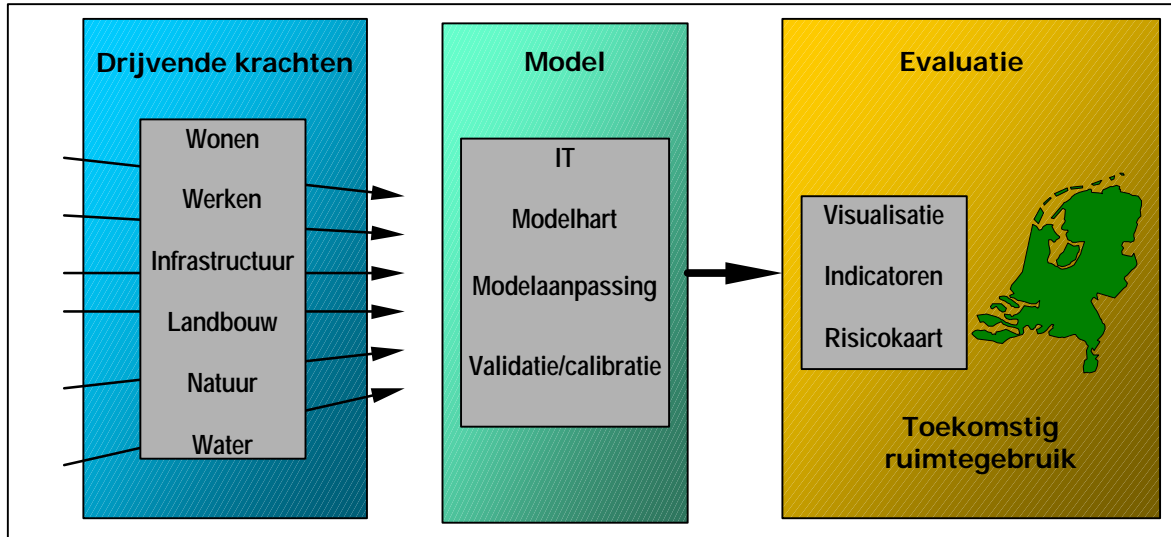 Drijvende krachten
Wonen
Werken
Infrastructuur
Landbouw
Natuur
Water
Model
IT
Modelhart
Modelaanpassing
Validatie/calibratie
Evaluatie
Visualisatie
Indicatoren
Risicokaart
Toekomstig
ruimtegebruik